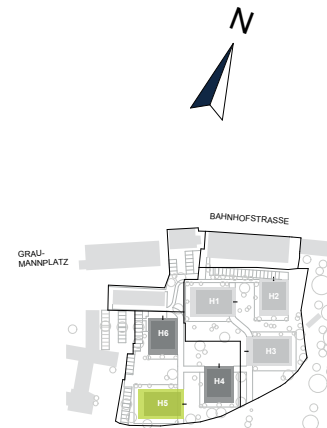 N
BAHNHOFSTRASSE
GRAU-
MANNPLATZ
H1
H2
H6
H3
H4
H5